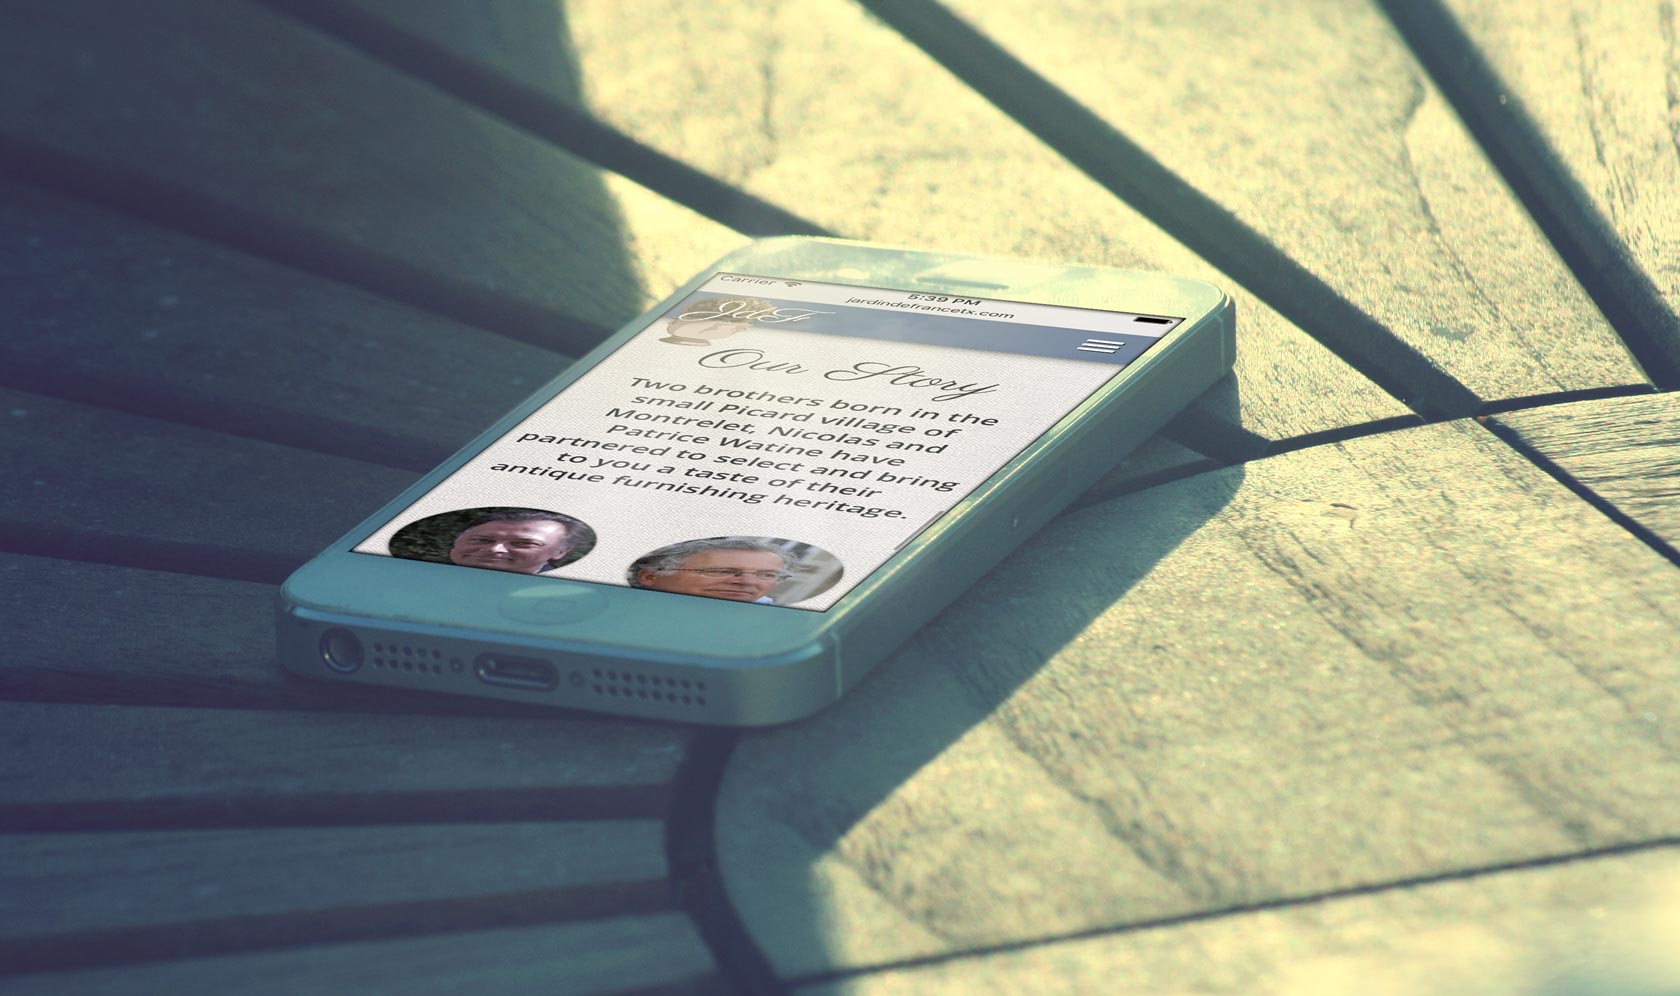 Carrier 5:39 PM
jardindefrancetx.com
JdF
Our Story
Two brothers born in the
small Picard village of
Montrelet, Nicolas and
Patrice Watine have
partnered to select and bring
to you a taste of their
antique furnishing heritage.